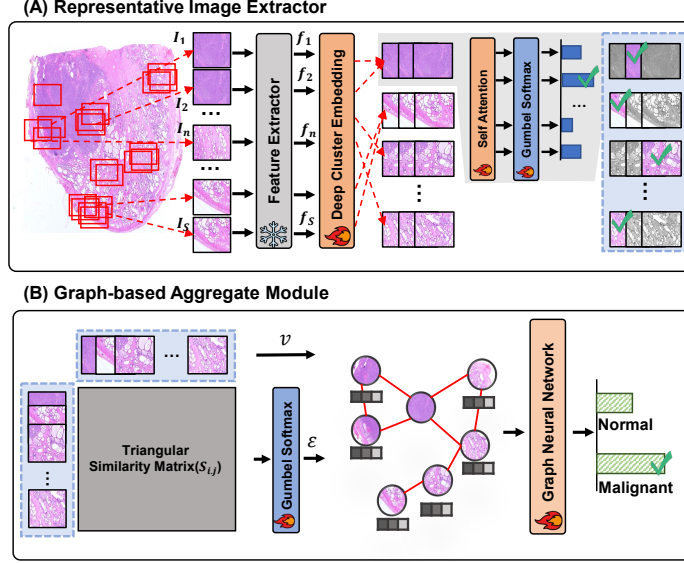 (A) Representative Image Extractor
I1
I2
...
In
IS
Feature Extractor
f1
f2
fn
fS
Deep Cluster Embedding
Self Attention
Gumbel Softmax
...
(B) Graph-based Aggregate Module
...
Triangular
Similarity Matrix(Si,j)
v
Gumbel Softmax
ε
Graph Neural Network
Normal
Malignant